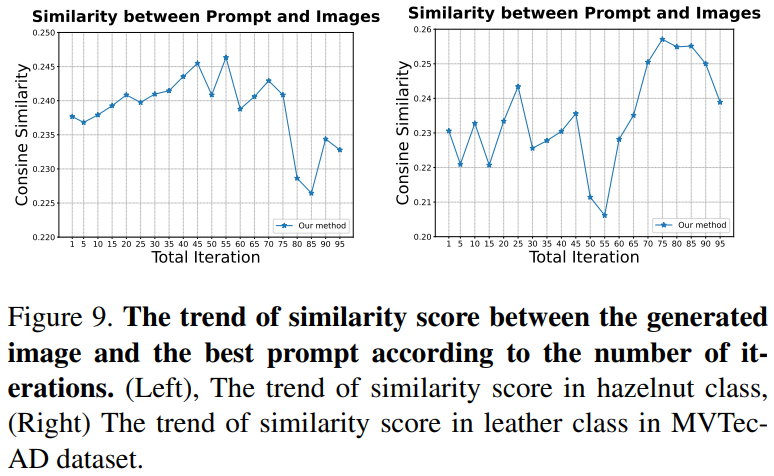 Similarity between Prompt and Images
0.250
0.245
0.240
0.235
0.230
0.225
0.220
Consine Similarity
1 5 10 15 20 25 30 35 40 45 50 55 60 65 70 75 80 85 90 95
Total Iteration
Our method
Similarity between Prompt and Images
0.26
0.25
0.24
0.23
0.22
0.21
0.20
Consine Similarity
1 5 10 15 20 25 30 35 40 45 50 55 60 65 70 75 80 85 90 95
Total Iteration
Our method
Figure 9. The trend of similarity score between the generated
image and the best prompt according to the number of it-
erations. (Left), The trend of similarity score in hazelnut class,
(Right) The trend of similarity score in leather class in MVTec-
AD dataset.